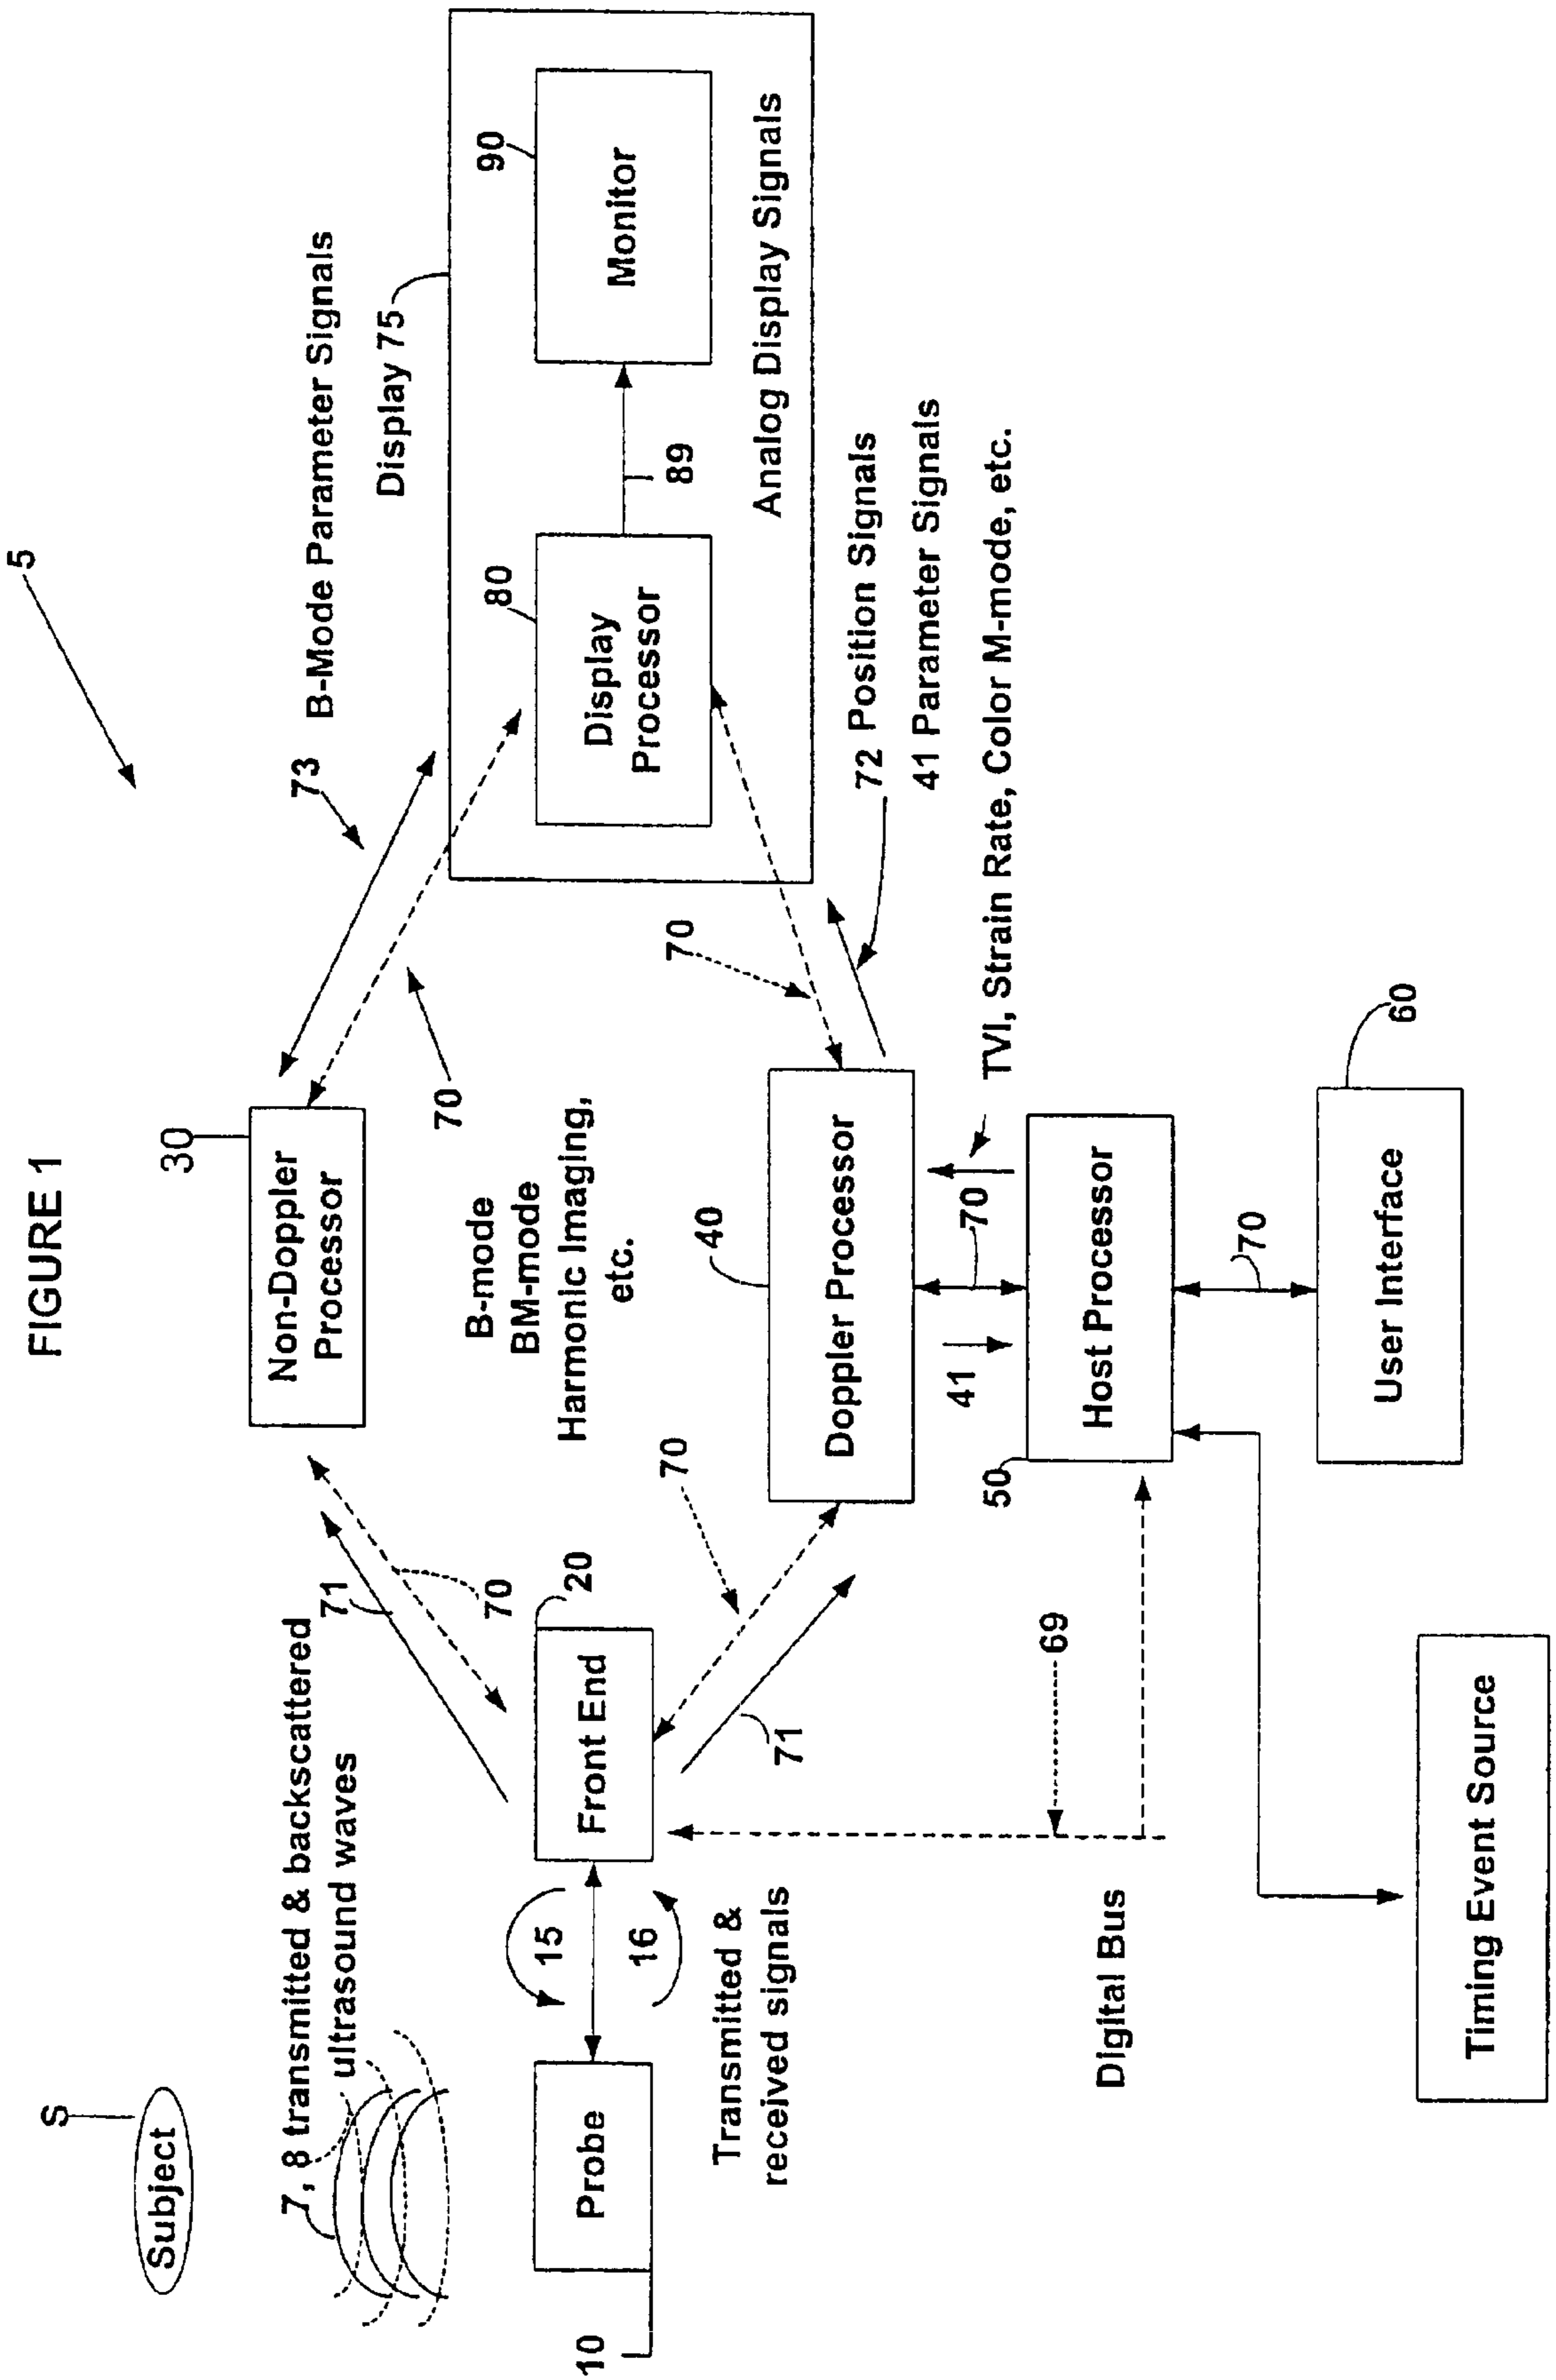 FIGURE 1
5
S
Subject
7, 8 transmitted & backscattered
ultrasound waves
71
70
30
Non-Doppler
Processor
73
B-Mode Parameter Signals
Display 75
70
B-mode
BM-mode
Harmonic Imaging,
etc.
10
Probe
15
16
Transmitted &
received signals
20
Front End
70
71
40
Doppler Processor
70
80
Display
Processor
89
90
Monitor
Analog Display Signals
72 Position Signals
41 Parameter Signals
TVI, Strain Rate, Color M-mode, etc.
41
70
50
Host Processor
69
Digital Bus
70
60
User Interface
Timing Event Source